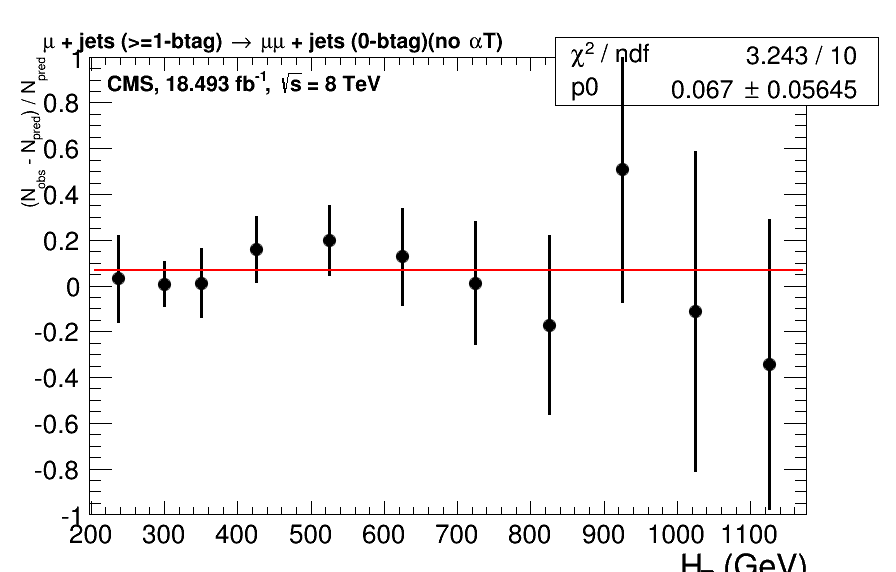 μ + jets (>=1-btag) → μμ + jets (0-btag)(no αT)
χ² / ndf 3.243 / 10
p0 0.067 ± 0.05645
CMS, 18.493 fb⁻¹, √s = 8 TeV
(N_obs - N_pred) / N_pred
1
0.8
0.6
0.4
0.2
0
-0.2
-0.4
-0.6
-0.8
-1
200 300 400 500 600 700 800 900 1000 1100
(GeV)